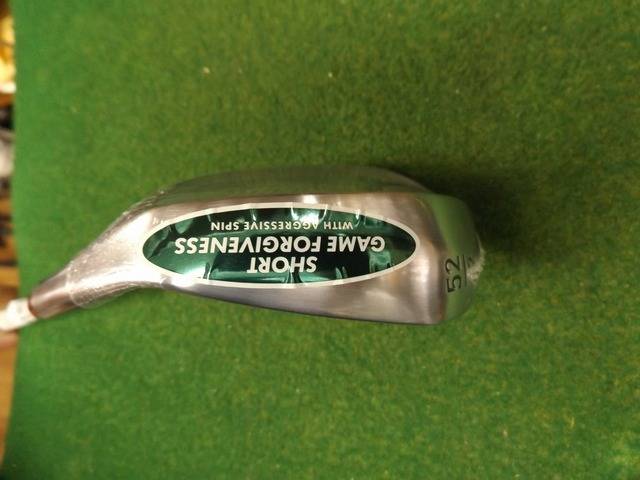 SHORT
GAME FORGIVENESS
WITH AGGRESSIVE SPIN
52